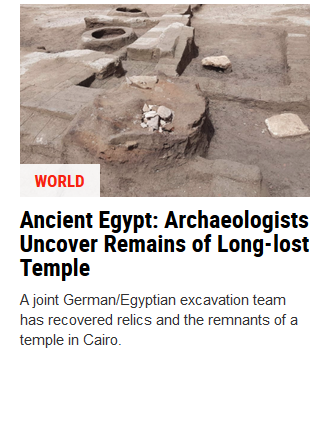 WORLD
Ancient Egypt: Archaeologists
Uncover Remains of Long-lost
Temple
A joint German/Egyptian excavation team
has recovered relics and the remnants of a
temple in Cairo.